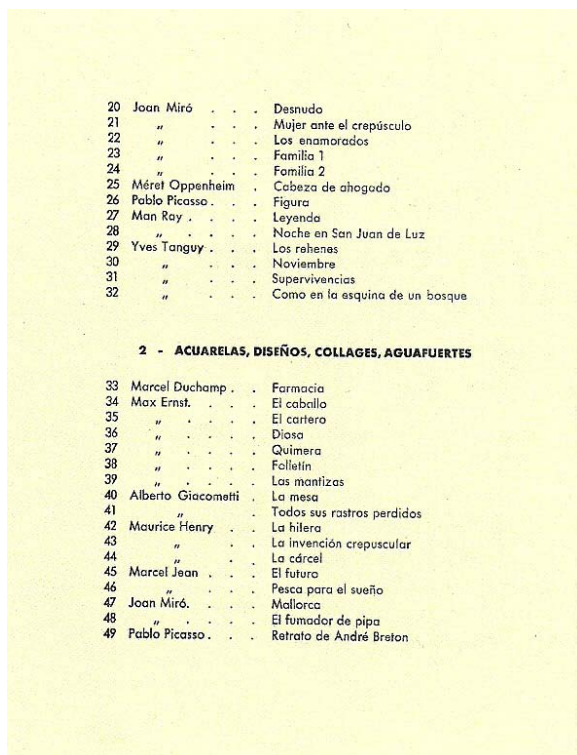 20 Joan Miró . . . Desnudo
21 „ . . . Mujer ante el crepúsculo
22 „ . . . Los enamorados
23 „ . . . Familia 1
24 „ . . . Familia 2
25 Méret Oppenheim . Cabeza de ahogado
26 Pablo Picasso . . . Figura
27 Man Ray . . . . Leyenda
28 „ . . . . Noche en San Juan de Luz
29 Yves Tanguy . . . Los rehenes
30 „ . . . Noviembre
31 „ . . . Supervivencias
32 „ . . . Como en la esquina de un bosque
2 - ACUARELAS, DISEÑOS, COLLAGES, AGUAFUERTES
33 Marcel Duchamp . . Farmacia
34 Max Ernst. . . . El caballo
35 „ . . . . El cartero
36 „ . . . . Diosa
37 „ . . . . Quimera
38 „ . . . . Folletín
39 „ . . . . Las mantizas
40 Alberto Giacometti . La mesa
41 „ . Todos sus rastros perdidos
42 Maurice Henry . . La hilera
43 „ . . La invención crepuscular
44 „ . . La cárcel
45 Marcel Jean . . . El futuro
46 „ . . . Pesca para el sueño
47 Joan Miró. . . . Mallorca
48 „ . . . . El fumador de pipa
49 Pablo Picasso . . . Retrato de André Breton